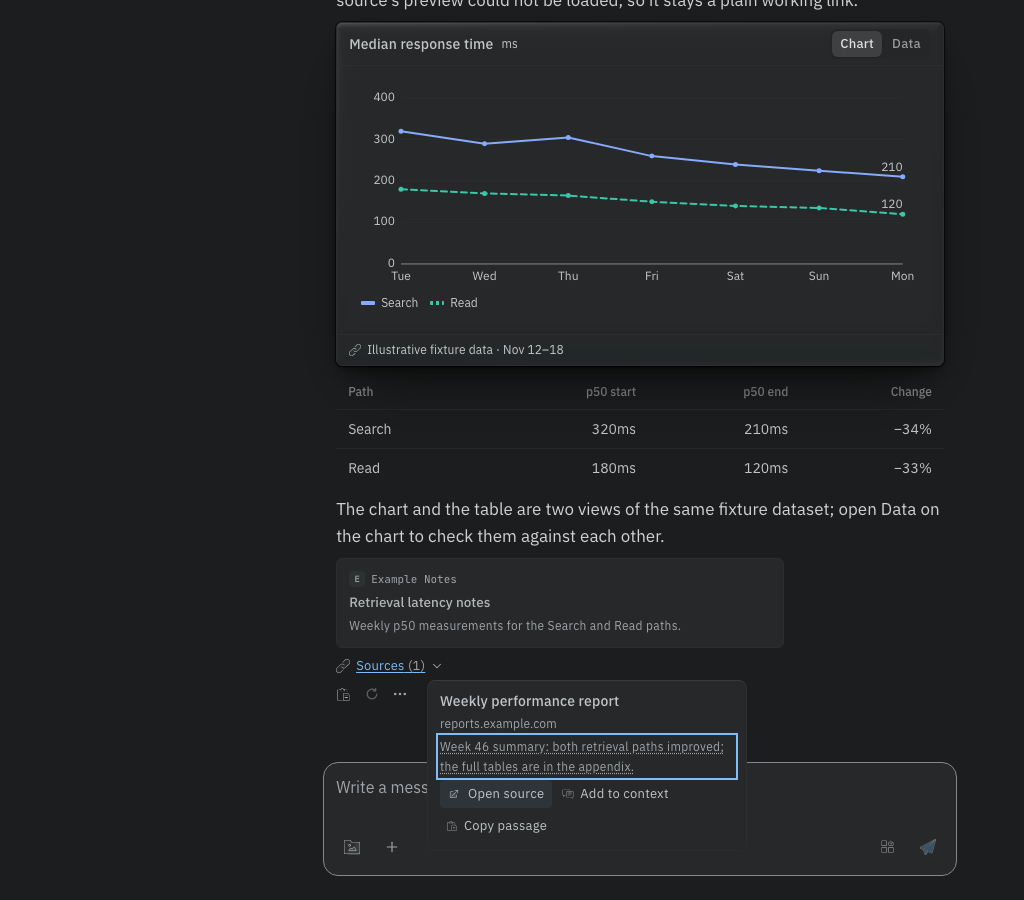 source's preview could not be loaded, so it stays a plain working link.
Median response time ms
Chart Data
400
300
200
100
0
210
120
Tue Wed Thu Fri Sat Sun Mon
Search Read
Illustrative fixture data · Nov 12–18
Path p50 start p50 end Change
Search 320ms 210ms −34%
Read 180ms 120ms −33%
The chart and the table are two views of the same fixture dataset; open Data on
the chart to check them against each other.
E Example Notes
Retrieval latency notes
Weekly p50 measurements for the Search and Read paths.
Sources (1)
Weekly performance report
reports.example.com
Week 46 summary: both retrieval paths improved;
the full tables are in the appendix.
Open source Add to context
Copy passage
Write a mess